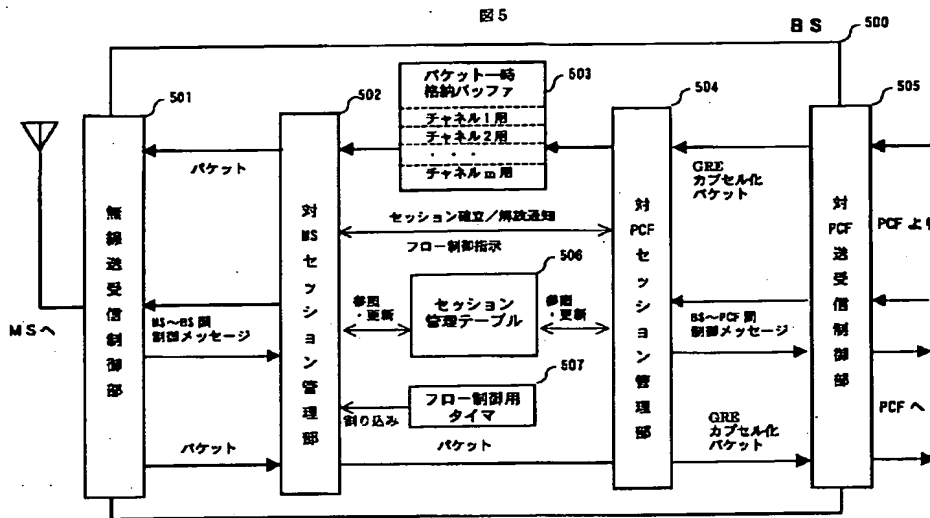 図5
BS
500
501
502
503
504
505
パケット一時
格納バッファ
チャネル1用
チャネル2用
・・・
チャネルm用
パケット
GRE
カプセル化
パケット
無線送受信制御部
対MSセッション管理部
対PCFセッション管理部
対PCF送受信制御部
セッション確立/解放通知
フロー制御指示
PCFより
506
参照
・更新
セッション
管理テーブル
参照
・更新
MSへ
MS〜BS間
制御メッセージ
BS〜PCF間
制御メッセージ
507
フロー制御用
タイマ
割り込み
PCFへ
パケット
パケット
GRE
カプセル化
パケット